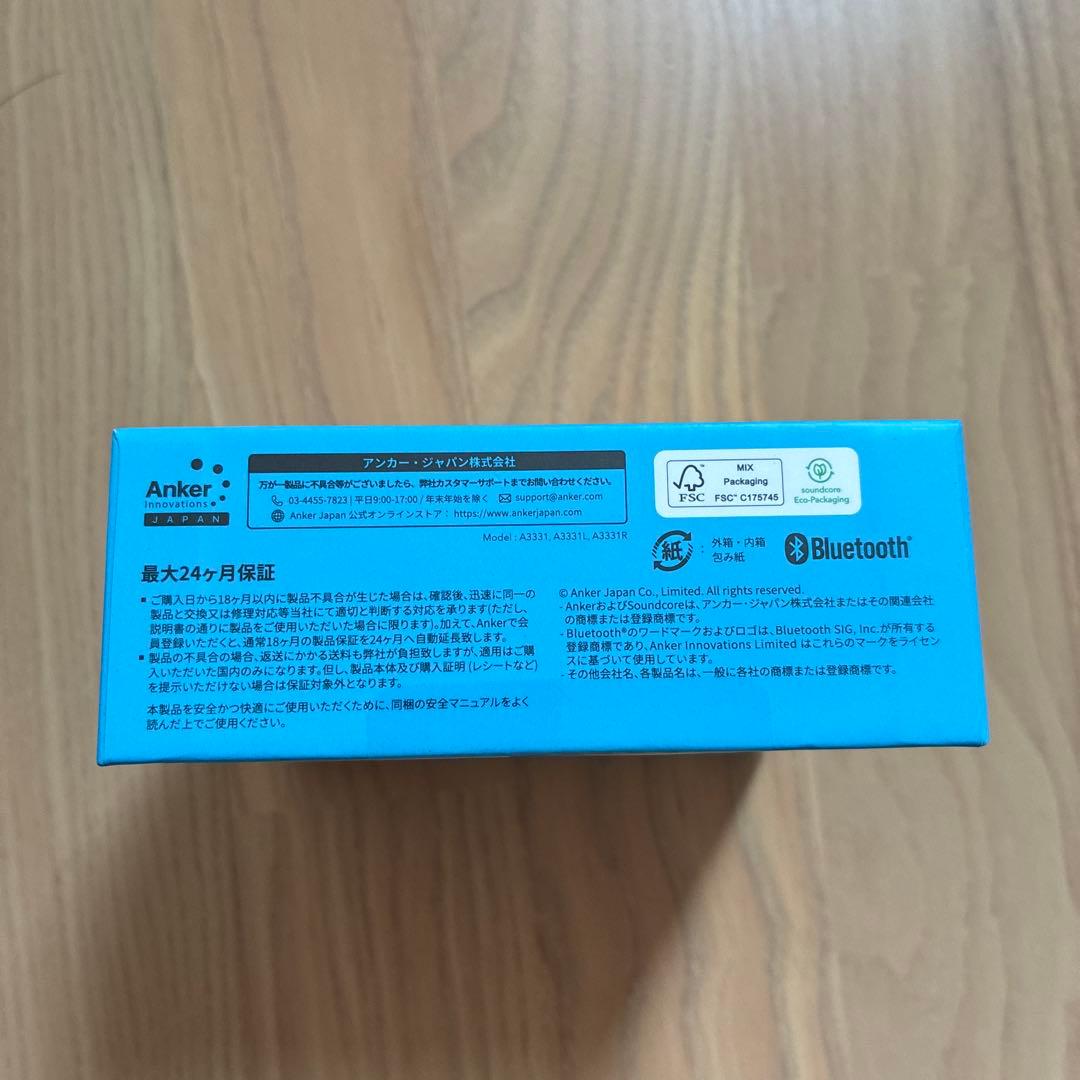 Anker
Innovations
JAPAN
アンカー・ジャパン株式会社
万が一製品に不具合等がございましたら、弊社カスタマーサポートまでお問い合わせください。
03-4455-7823 | 平日9:00-17:00 / 年末年始を除く support@anker.com
Anker Japan 公式オンラインストア： https://www.ankerjapan.com
Model : A3331, A3331L, A3331R
FSC
MIX
Packaging
FSC™ C175745
soundcore
Eco-Packaging
紙 : 外箱・内箱
包み紙
Bluetooth®
最大24ヶ月保証
■ ご購入日から18ヶ月以内に製品不具合が生じた場合は、確認後、迅速に同一の
製品と交換又は修理対応等当社にて適切と判断する対応を承ります(ただし、
説明書の通りに製品をご使用いただいた場合に限ります)。加えて、Ankerで会
員登録いただくと、通常18ヶ月の製品保証を24ヶ月へ自動延長致します。
■ 製品の不具合の場合、返送にかかる送料も弊社が負担致しますが、適用はご購
入いただいた国内のみになります。但し、製品本体及び購入証明 (レシートなど)
を提示いただけない場合は保証対象外となります。
本製品を安全かつ快適にご使用いただくために、同梱の安全マニュアルをよく
読んだ上でご使用ください。
© Anker Japan Co., Limited. All rights reserved.
- AnkerおよびSoundcoreは、アンカー・ジャパン株式会社またはその関連会社
の商標または登録商標です。
- Bluetooth®のワードマークおよびロゴは、Bluetooth SIG, Inc.が所有する
登録商標であり、Anker Innovations Limited はこれらのマークをライセン
スに基づいて使用しています。
- その他会社名、各製品名は、一般に各社の商標または登録商標です。